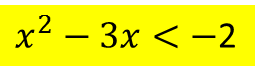 x² − 3x < −2